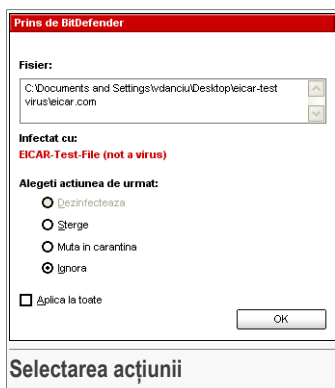 Prins de BitDefender
Fisier:
C:\Documents and Settings\vdanciu\Desktop\eicar-test
virus\eicar.com
Infectat cu:
EICAR-Test-File (not a virus)
Alegeti actiunea de urmat:
Dezinfecteaza
Sterge
Muta in carantina
Ignora
Aplica la toate
OK
Selectarea acțiunii